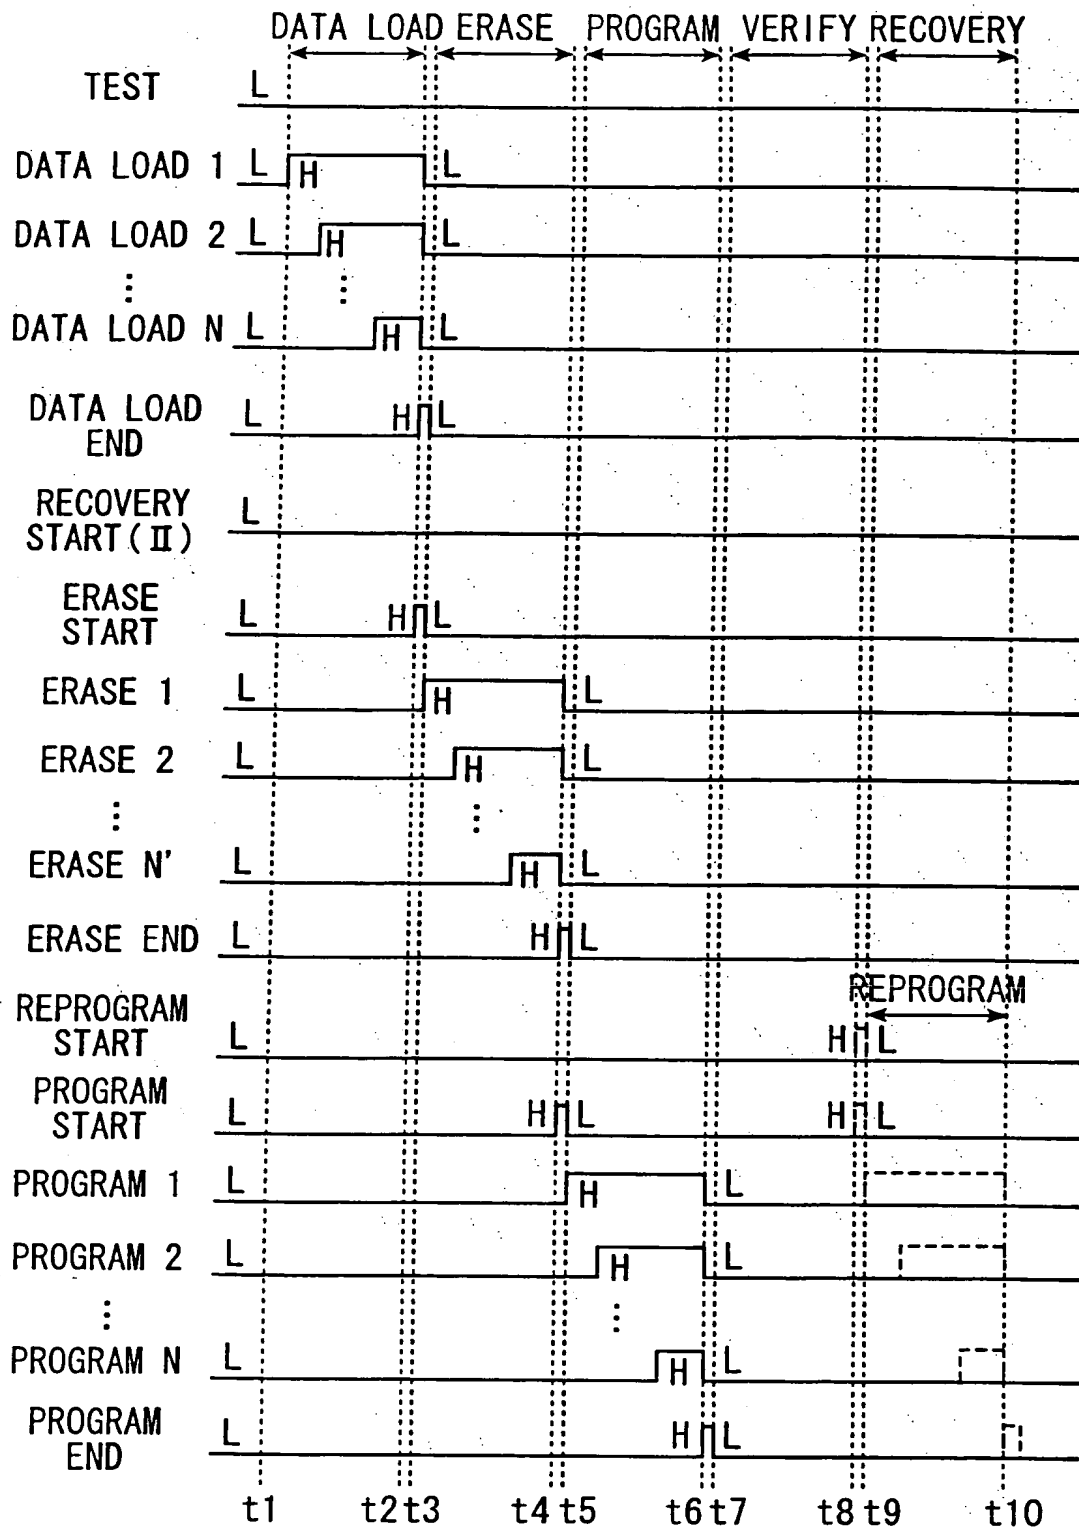 DATA LOAD ERASE PROGRAM VERIFY RECOVERY
TEST L
DATA LOAD 1 L H L
DATA LOAD 2 L H L
⋮ ⋮
DATA LOAD N L H L
DATA LOAD
END L H L
RECOVERY
START(Ⅱ) L
ERASE
START L H L
ERASE 1 L H L
ERASE 2 L H L
⋮ ⋮
ERASE N' L H L
ERASE END L H L
REPROGRAM
REPROGRAM
START L H L
PROGRAM
START L H L H L
PROGRAM 1 L H L
PROGRAM 2 L H L
⋮ ⋮
PROGRAM N L H L
PROGRAM
END L H L
t1 t2 t3 t4 t5 t6 t7 t8 t9 t10